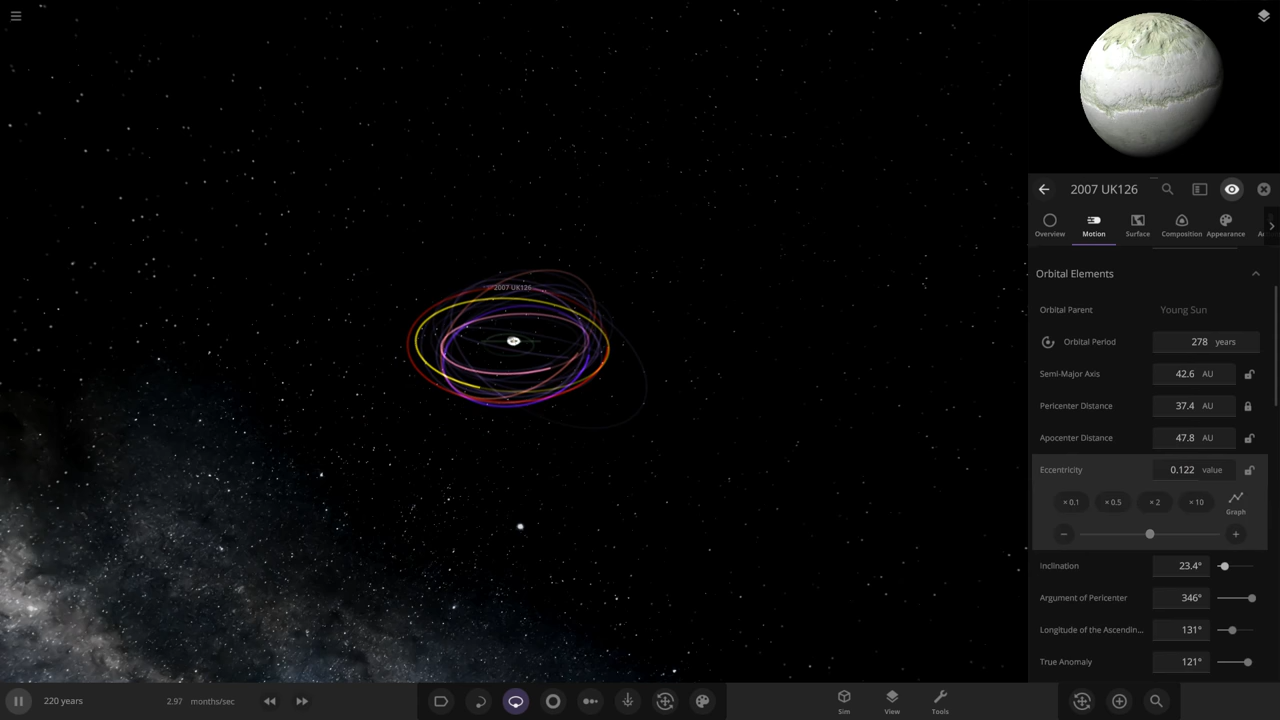 2007 UK126
2007 UK126
Overview Motion Surface Composition Appearance
Orbital Elements
Orbital Parent Young Sun
Orbital Period 278 years
Semi-Major Axis 42.6 AU
Pericenter Distance 37.4 AU
Apocenter Distance 47.8 AU
Eccentricity 0.122 value
× 0.1 × 0.5 × 2 × 10 Graph
Inclination 23.4°
Argument of Pericenter 346°
Longitude of the Ascendin... 131°
True Anomaly 121°
220 years 2.97 months/sec Sim View Tools